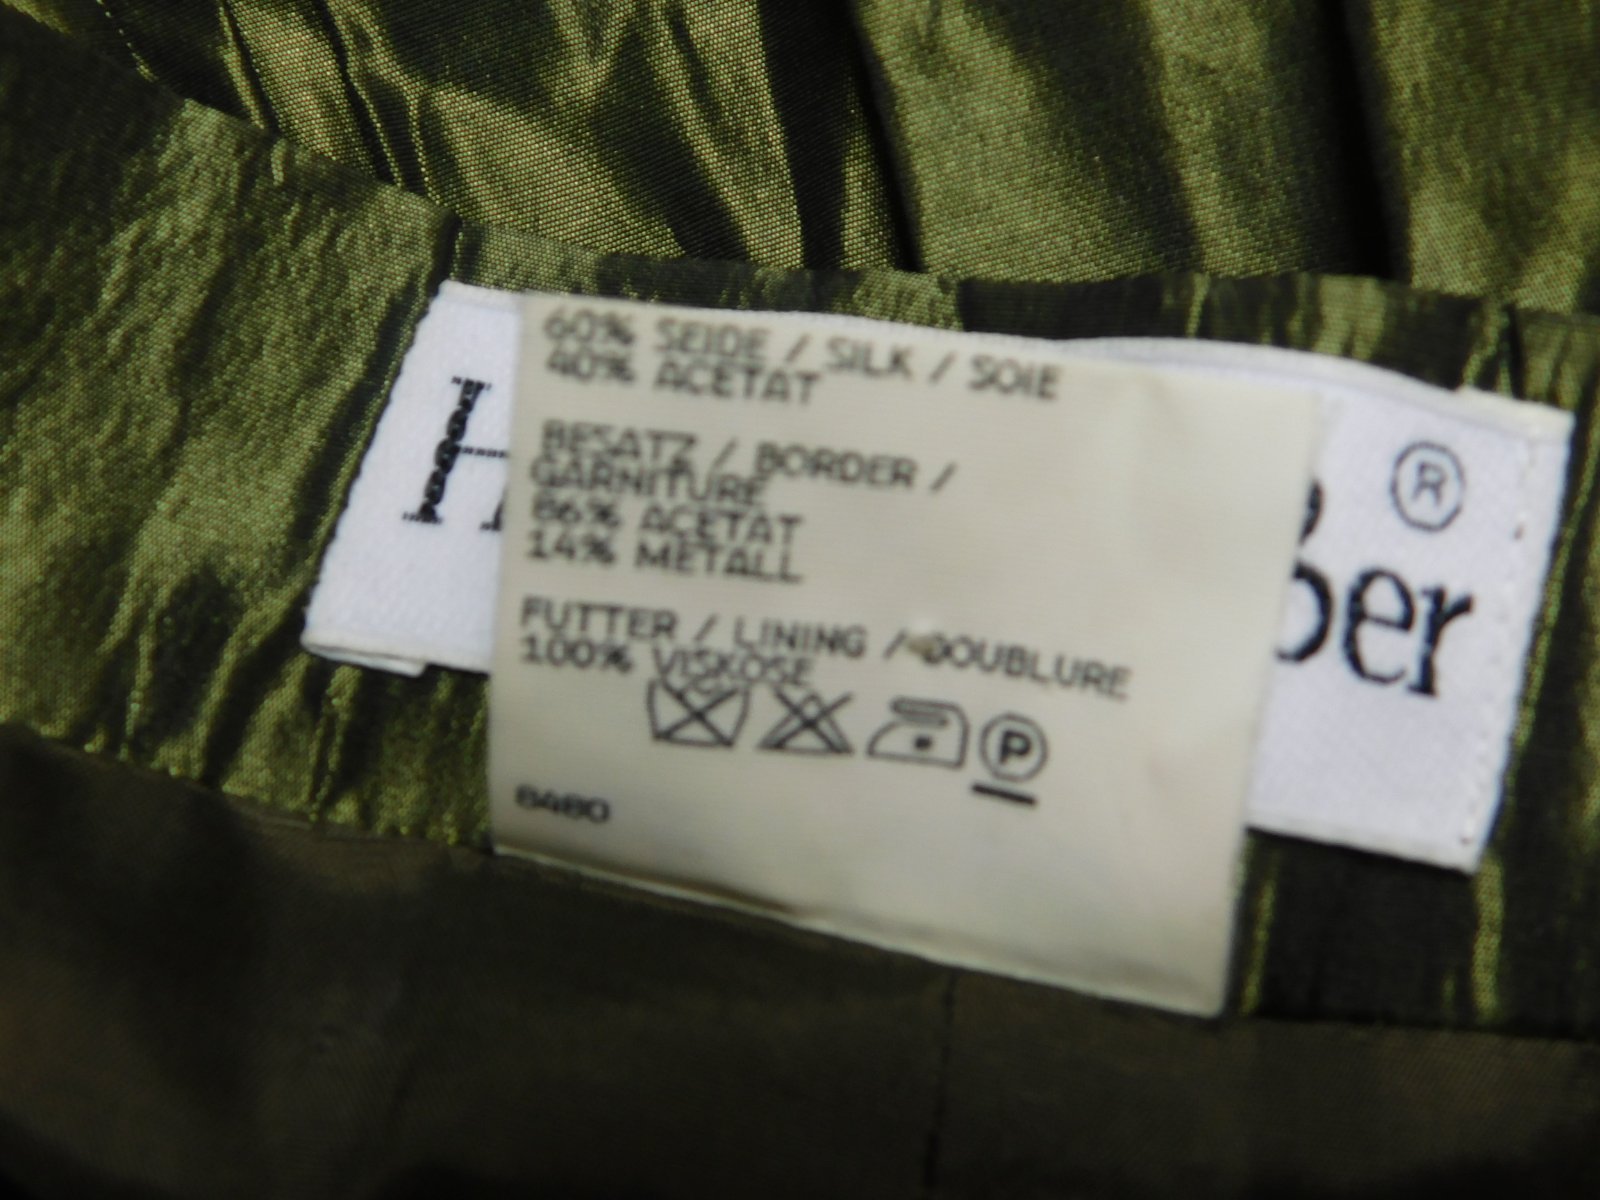 60% SEIDE / SILK / SOIE
40% ACETAT
BESATZ / BORDER /
GARNITURE
86% ACETAT
14% METALL
FUTTER / LINING / DOUBLURE
100% VISKOSE
P
8480
H
®
ber